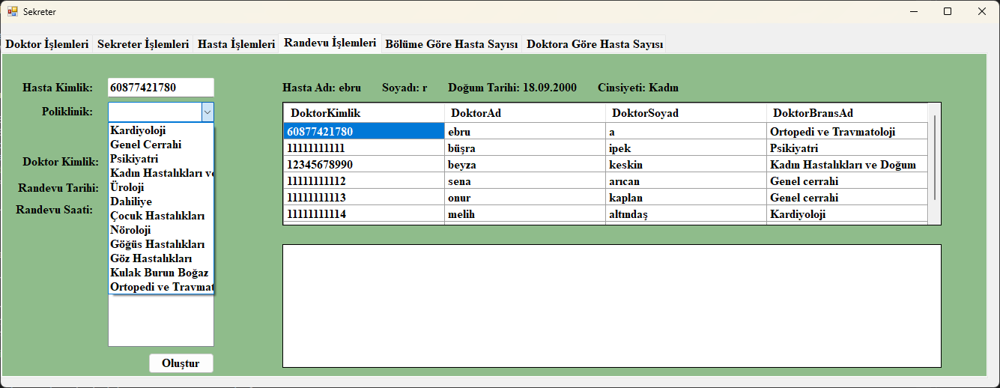 Sekreter
Doktor İşlemleri Sekreter İşlemleri Hasta İşlemleri Randevu İşlemleri Bölüme Göre Hasta Sayısı Doktora Göre Hasta Sayısı
Hasta Kimlik: 60877421780
Hasta Adı: ebru Soyadı: r Doğum Tarihi: 18.09.2000 Cinsiyeti: Kadın
Poliklinik:
Kardiyoloji
Genel Cerrahi
Psikiyatri
Kadın Hastalıkları ve
Üroloji
Dahiliye
Çocuk Hastalıkları
Nöroloji
Göğüs Hastalıkları
Göz Hastalıkları
Kulak Burun Boğaz
Ortopedi ve Travmat
Doktor Kimlik:
Randevu Tarihi:
Randevu Saati:
Oluştur
DoktorKimlik DoktorAd DoktorSoyad DoktorBransAd
60877421780 ebru a Ortopedi ve Travmatoloji
11111111111 büşra ipek Psikiyatri
12345678990 beyza keskin Kadın Hastalıkları ve Doğum
11111111112 sena arıcan Genel cerrahi
11111111113 onur kaplan Genel cerrahi
11111111114 melih altındaş Kardiyoloji